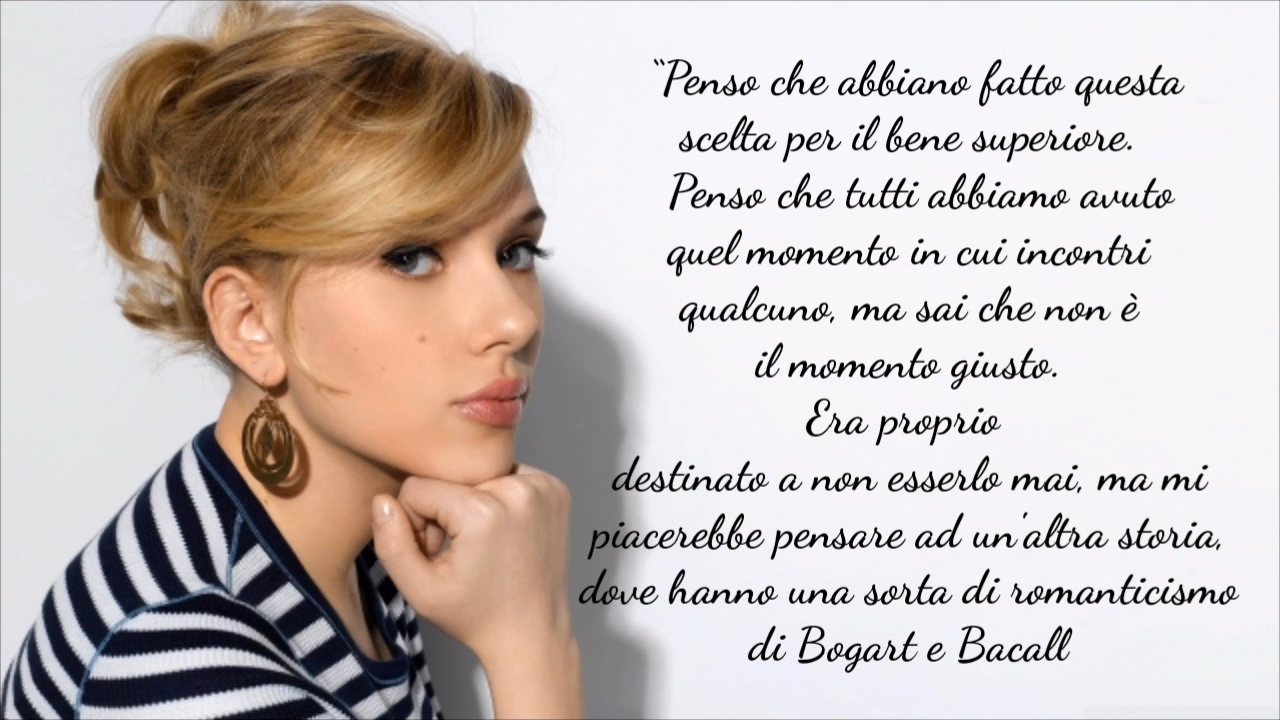 “Penso che abbiano fatto questa
scelta per il bene superiore.
Penso che tutti abbiamo avuto
quel momento in cui incontri
qualcuno, ma sai che non è
il momento giusto.
Era proprio
destinato a non esserlo mai, ma mi
piacerebbe pensare ad un'altra storia,
dove hanno una sorta di romanticismo
di Bogart e Bacall